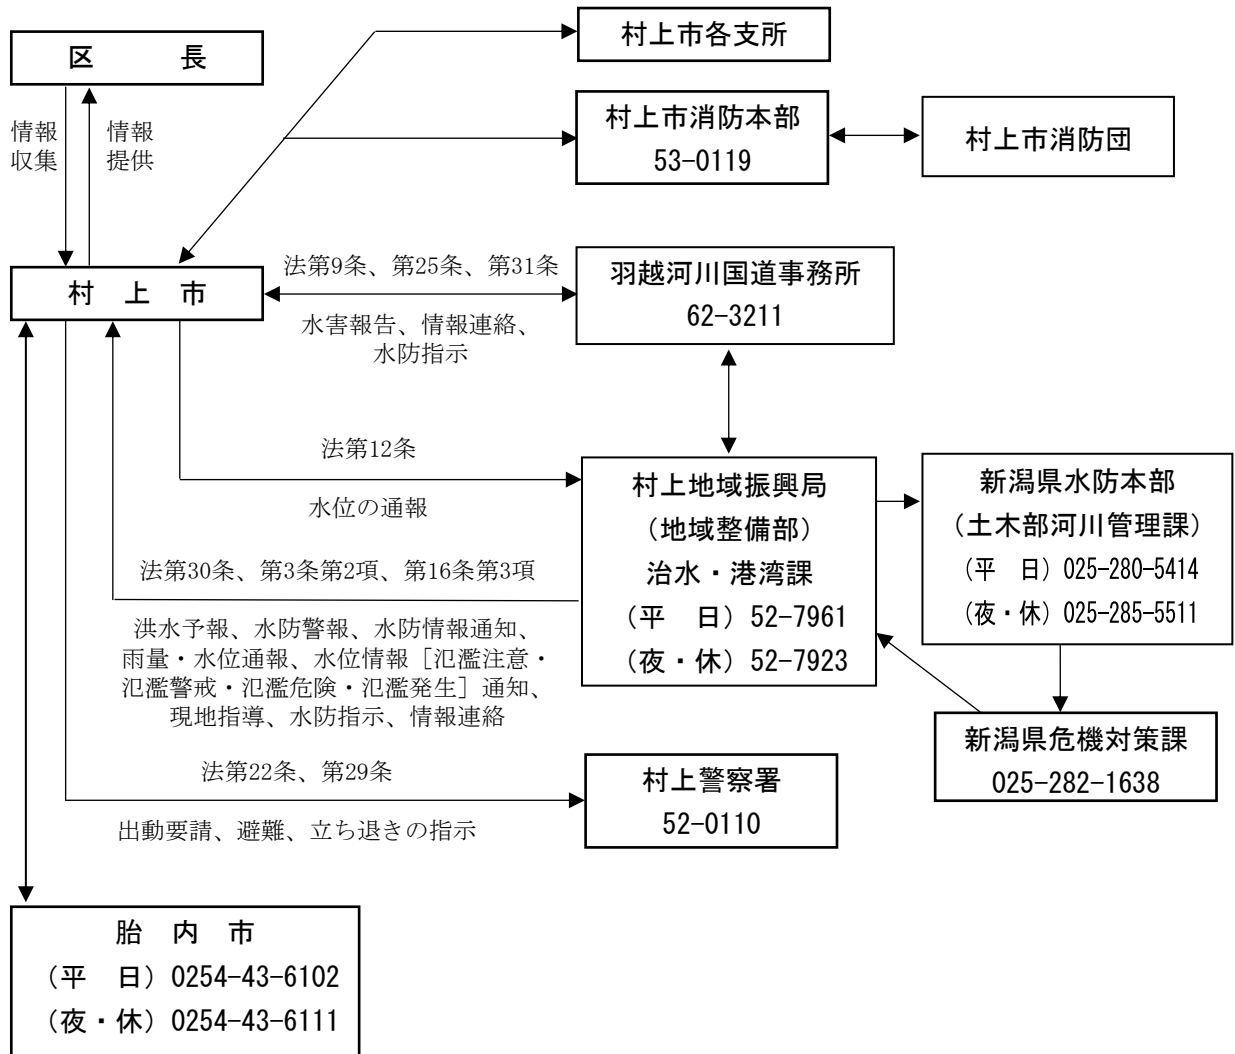 区　　　長
村上市各支所
村上市消防本部
53-0119
村上市消防団
情報
収集
情報
提供
村　上　市
法第9条、第25条、第31条
水害報告、情報連絡、
水防指示
羽越河川国道事務所
62-3211
法第12条
水位の通報
村上地域振興局
（地域整備部）
治水・港湾課
（平　日）52-7961
（夜・休）52-7923
新潟県水防本部
（土木部河川管理課）
（平　日）025-280-5414
（夜・休）025-285-5511
法第30条、第3条第2項、第16条第3項
洪水予報、水防警報、水防情報通知、
雨量・水位通報、水位情報［氾濫注意・
氾濫警戒・氾濫危険・氾濫発生］通知、
現地指導、水防指示、情報連絡
新潟県危機対策課
025-282-1638
法第22条、第29条
出動要請、避難、立ち退きの指示
村上警察署
52-0110
胎　内　市
（平　日）0254-43-6102
（夜・休）0254-43-6111